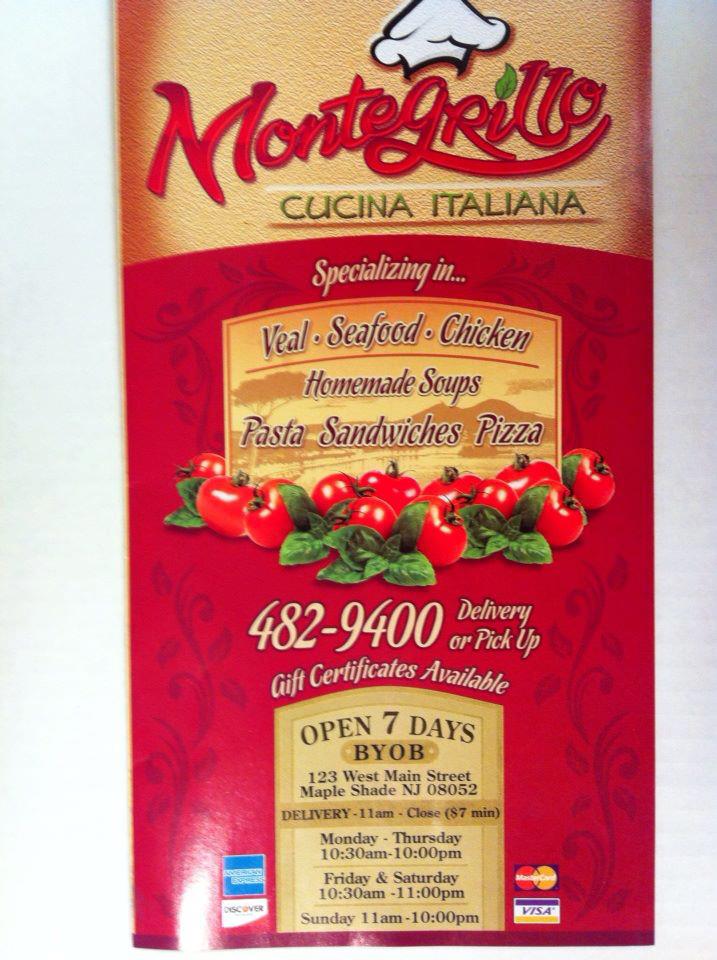 Montegrillo
CUCINA ITALIANA
Specializing in...
Veal • Seafood • Chicken
Homemade Soups
Pasta Sandwiches Pizza
482-9400
Delivery
or Pick Up
Gift Certificates Available
OPEN 7 DAYS
BYOB
123 West Main Street
Maple Shade NJ 08052
DELIVERY - 11am - Close ($7 min)
Monday - Thursday
10:30am-10:00pm
Friday & Saturday
10:30am -11:00pm
Sunday 11am -10:00pm
AMERICAN
EXPRESS
DISCOVER
MasterCard
VISA